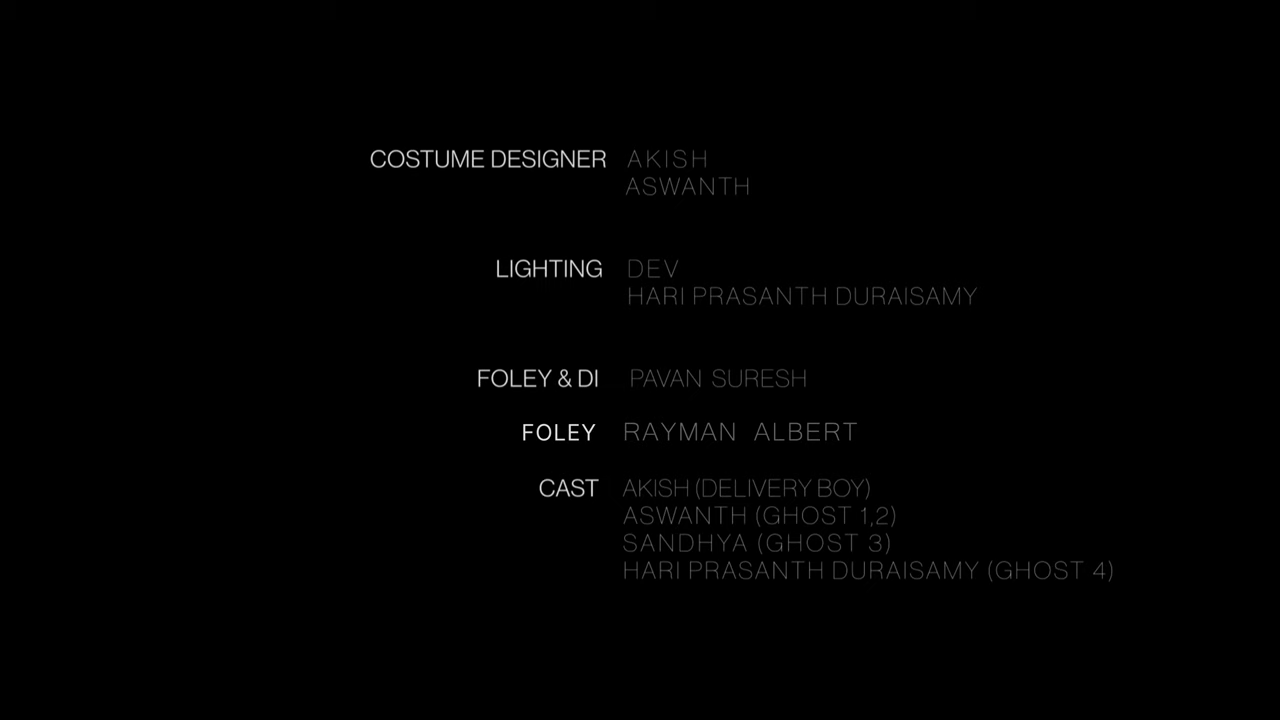 COSTUME DESIGNER AKISH
ASWANTH
LIGHTING DEV
HARI PRASANTH DURAISAMY
FOLEY & DI PAVAN SURESH
FOLEY RAYMAN ALBERT
CAST AKISH (DELIVERY BOY)
ASWANTH (GHOST 1,2)
SANDHYA (GHOST 3)
HARI PRASANTH DURAISAMY (GHOST 4)